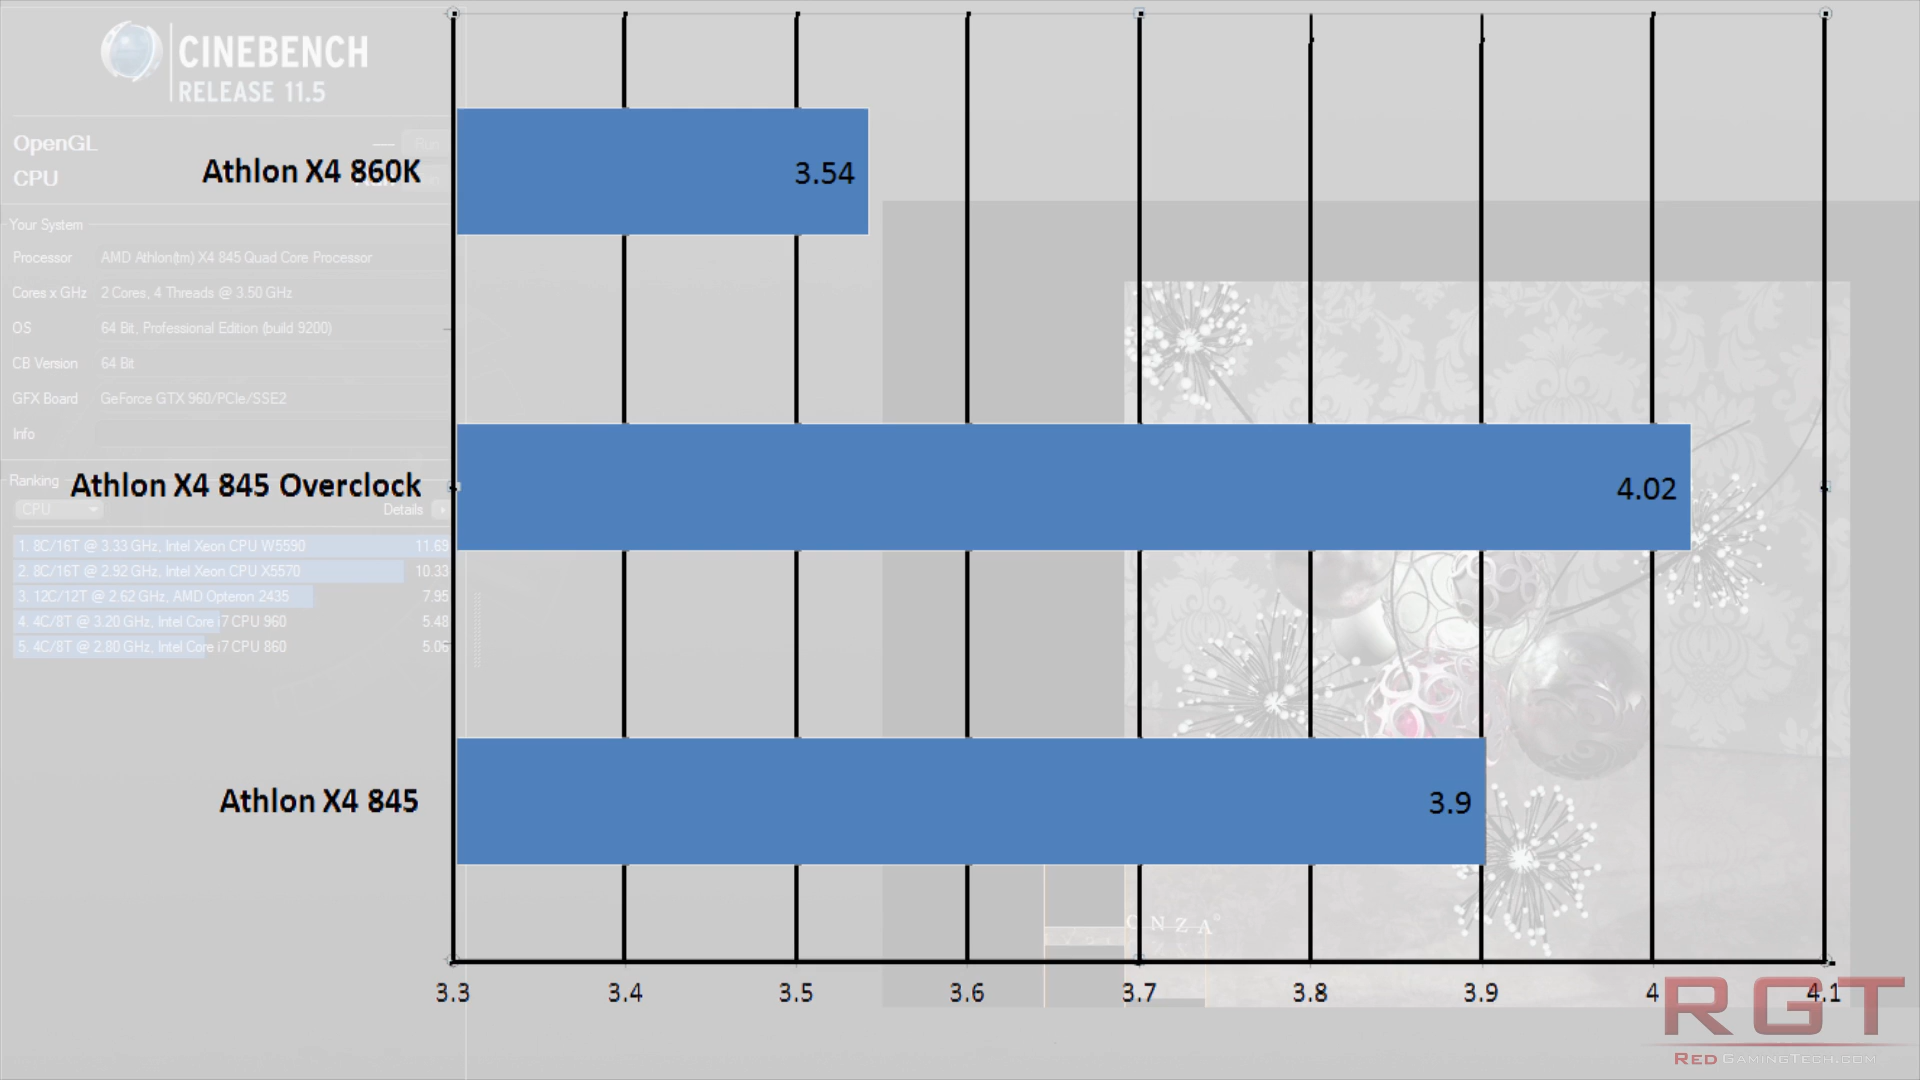 CINEBENCH
RELEASE 11.5
OpenGL
Run
CPU
Athlon X4 860K
3.54
Your System
Processor AMD Athlon(tm) X4 845 Quad Core Processor
Cores x GHz 2 Cores, 4 Threads @ 3.50 GHz
OS 64 Bit, Professional Edition (build 9200)
CB Version 64 Bit
GFX Board GeForce GTX 960/PCIe/SSE2
Info
Ranking
Athlon X4 845 Overclock
4.02
CPU Details
1. 8C/16T @ 3.33 GHz, Intel Xeon CPU W5590 11.69
2. 8C/16T @ 2.92 GHz, Intel Xeon CPU X5570 10.33
3. 12C/12T @ 2.62 GHz, AMD Opteron 2435 7.95
4. 4C/8T @ 3.20 GHz, Intel Core i7 CPU 960 5.48
5. 4C/8T @ 2.80 GHz, Intel Core i7 CPU 860 5.06
Athlon X4 845
3.9
3.3 3.4 3.5 3.6 3.7 3.8 3.9 4 4.1
RGT
RED GAMINGTECH.COM